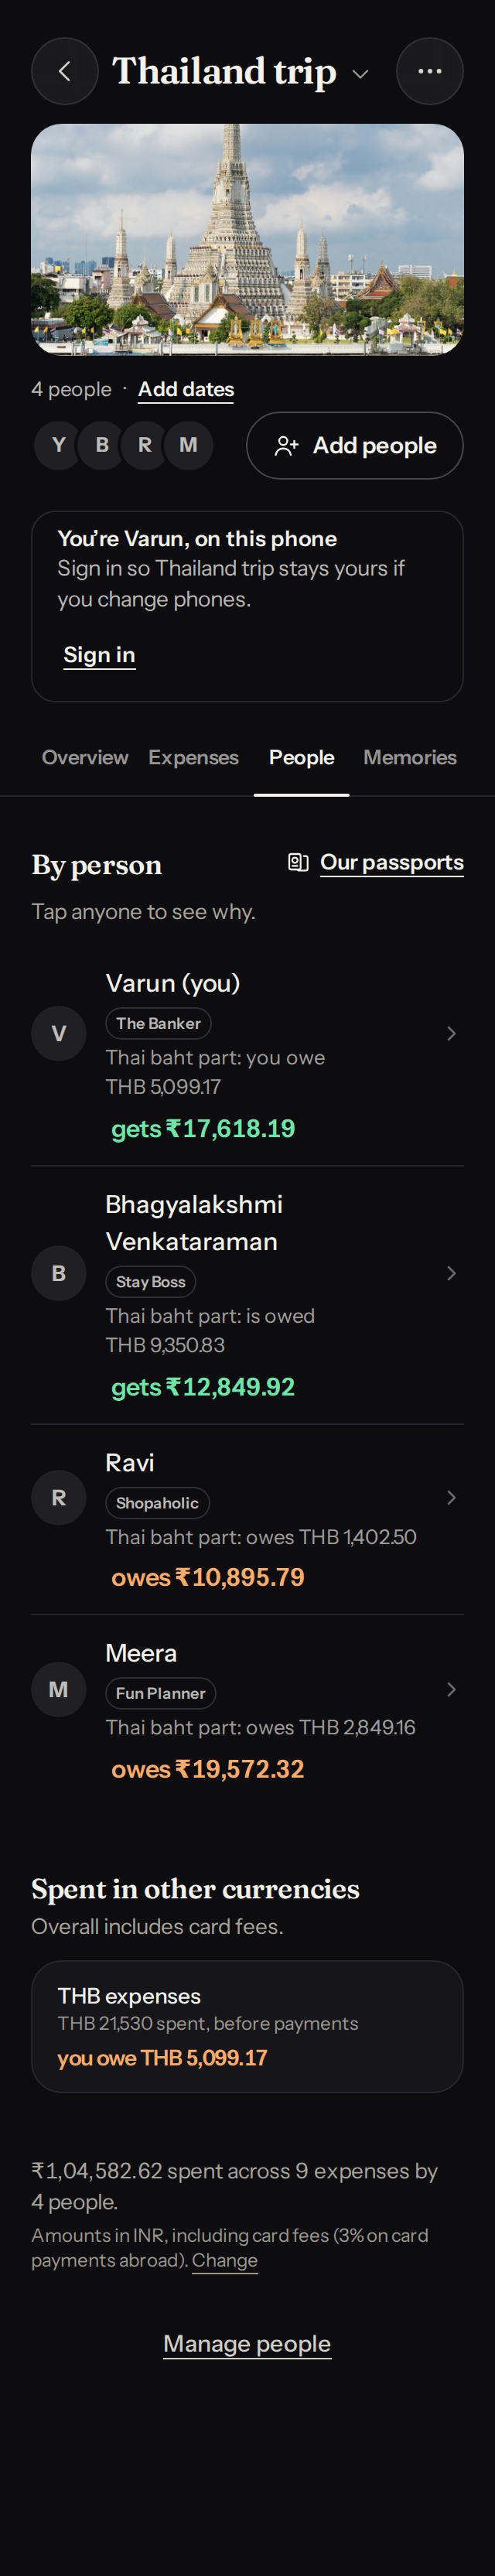 Thailand trip
4 people · Add dates
Y B R M
Add people
You’re Varun, on this phone
Sign in so Thailand trip stays yours if
you change phones.
Sign in
Overview Expenses People Memories
By person
Our passports
Tap anyone to see why.
V
Varun (you)
The Banker
Thai baht part: you owe
THB 5,099.17
gets ₹17,618.19
B
Bhagyalakshmi
Venkataraman
Stay Boss
Thai baht part: is owed
THB 9,350.83
gets ₹12,849.92
R
Ravi
Shopaholic
Thai baht part: owes THB 1,402.50
owes ₹10,895.79
M
Meera
Fun Planner
Thai baht part: owes THB 2,849.16
owes ₹19,572.32
Spent in other currencies
Overall includes card fees.
THB expenses
THB 21,530 spent, before payments
you owe THB 5,099.17
₹1,04,582.62 spent across 9 expenses by
4 people.
Amounts in INR, including card fees (3% on card
payments abroad). Change
Manage people